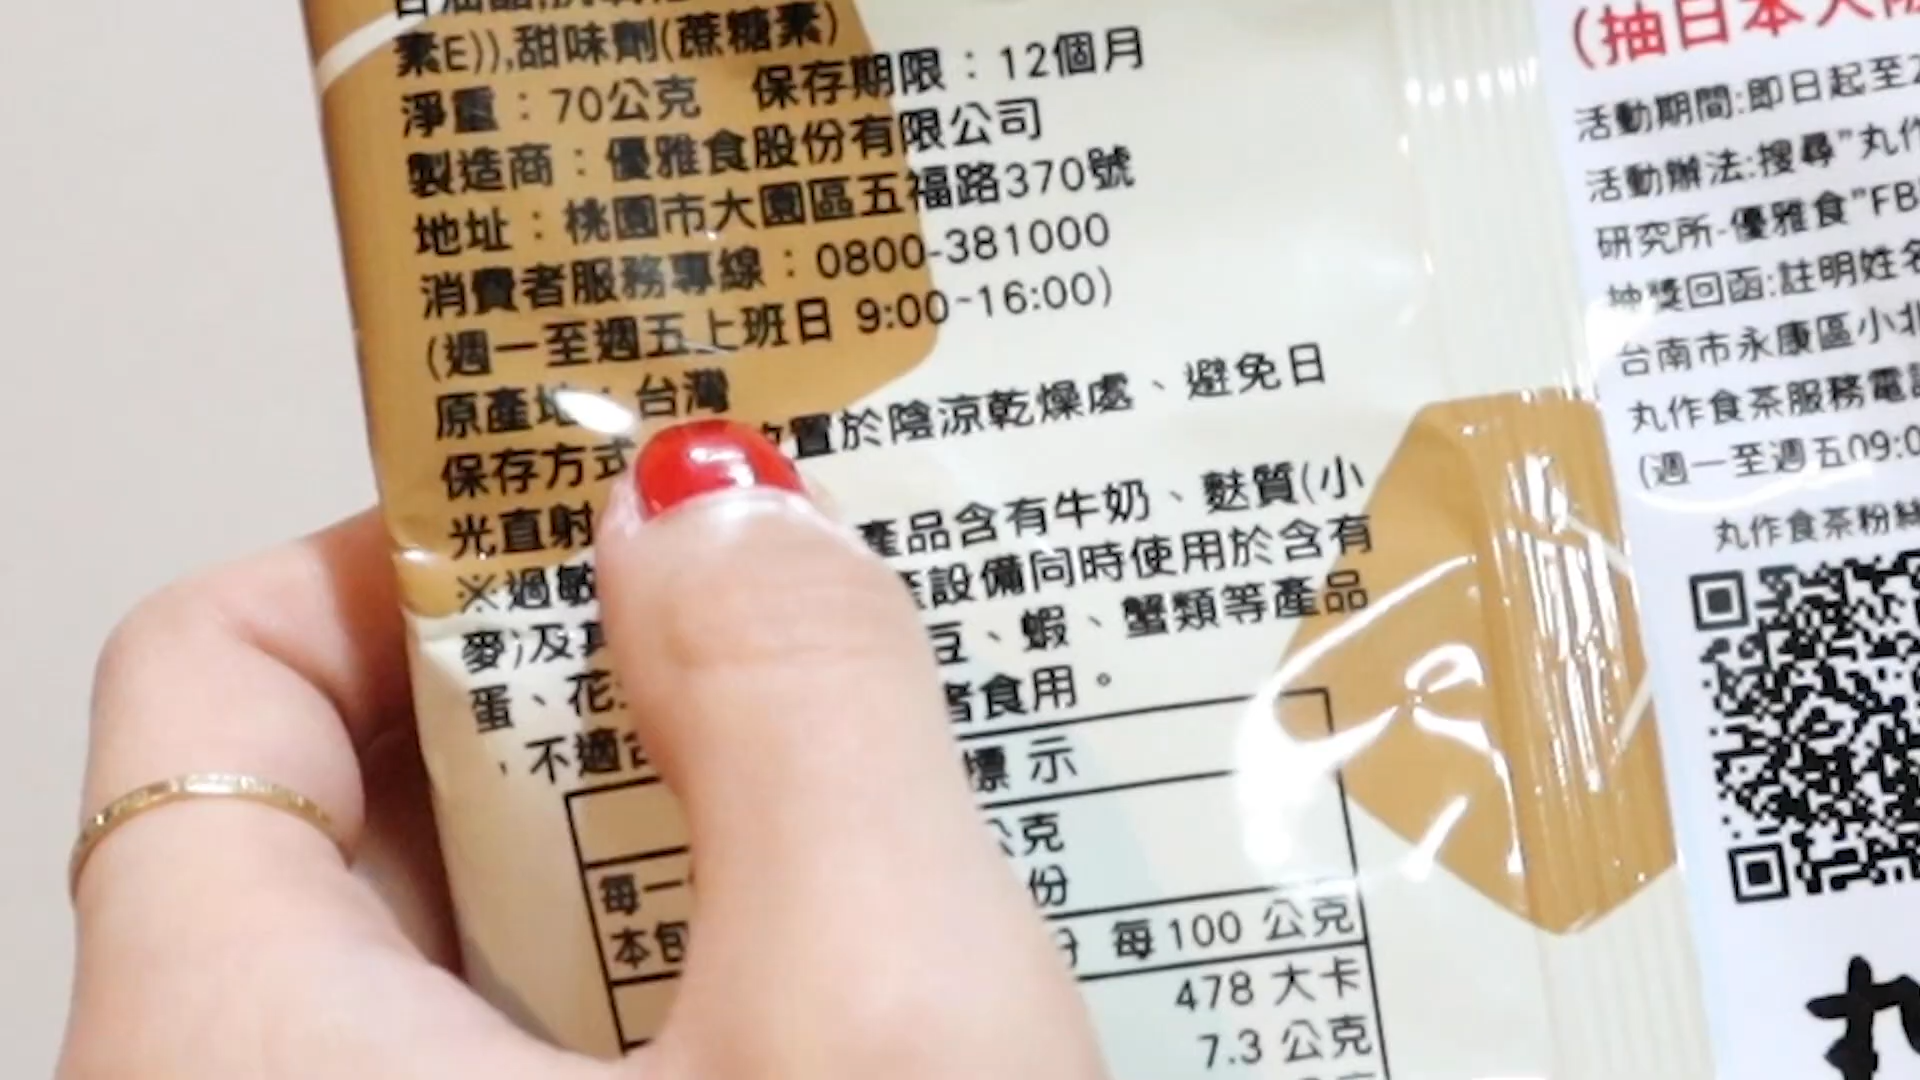 素E)),甜味劑(蔗糖素)
淨重：70公克 保存期限：12個月
製造商：優雅食股份有限公司
地址：桃園市大園區五福路370號
消費者服務專線：0800-381000
(週一至週五上班日 9:00~16:00)
原產地：台灣
保存方式 置於陰涼乾燥處、避免日
光直射
※過敏 產品含有牛奶、麩質(小
麥)及其 產設備同時使用於含有
蛋、花 豆、蝦、蟹類等產品
，不適合 者食用。
標示
公克
每一 份
本包 份 每100公克
478大卡
7.3公克
(抽日本大阪
活動期間:即日起至2
活動辦法:搜尋"丸作
研究所-優雅食"FB
抽獎回函:註明姓名
台南市永康區小北
丸作食茶服務電話
(週一至週五09:0
丸作食茶粉絲
丸